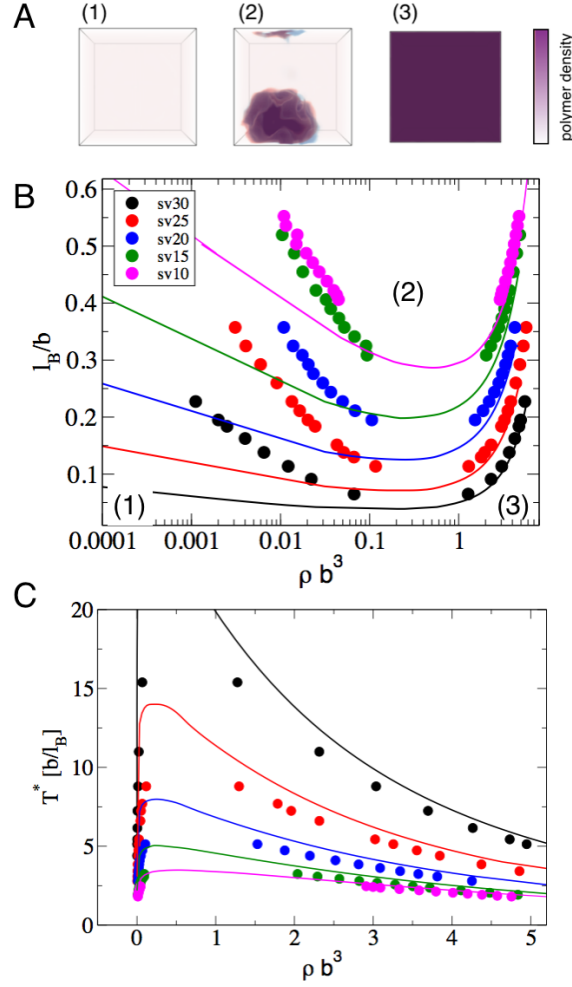 A
(1)
(2)
(3)
polymer density
B
0.6
0.5
0.4
0.3
0.2
0.1
l_B/b
sv30
sv25
sv20
sv15
sv10
(2)
(1)
(3)
0.0001
0.001
0.01
0.1
1
ρ b³
C
20
15
10
5
0
T* [b/l_B]
0
1
2
3
4
5
ρ b³